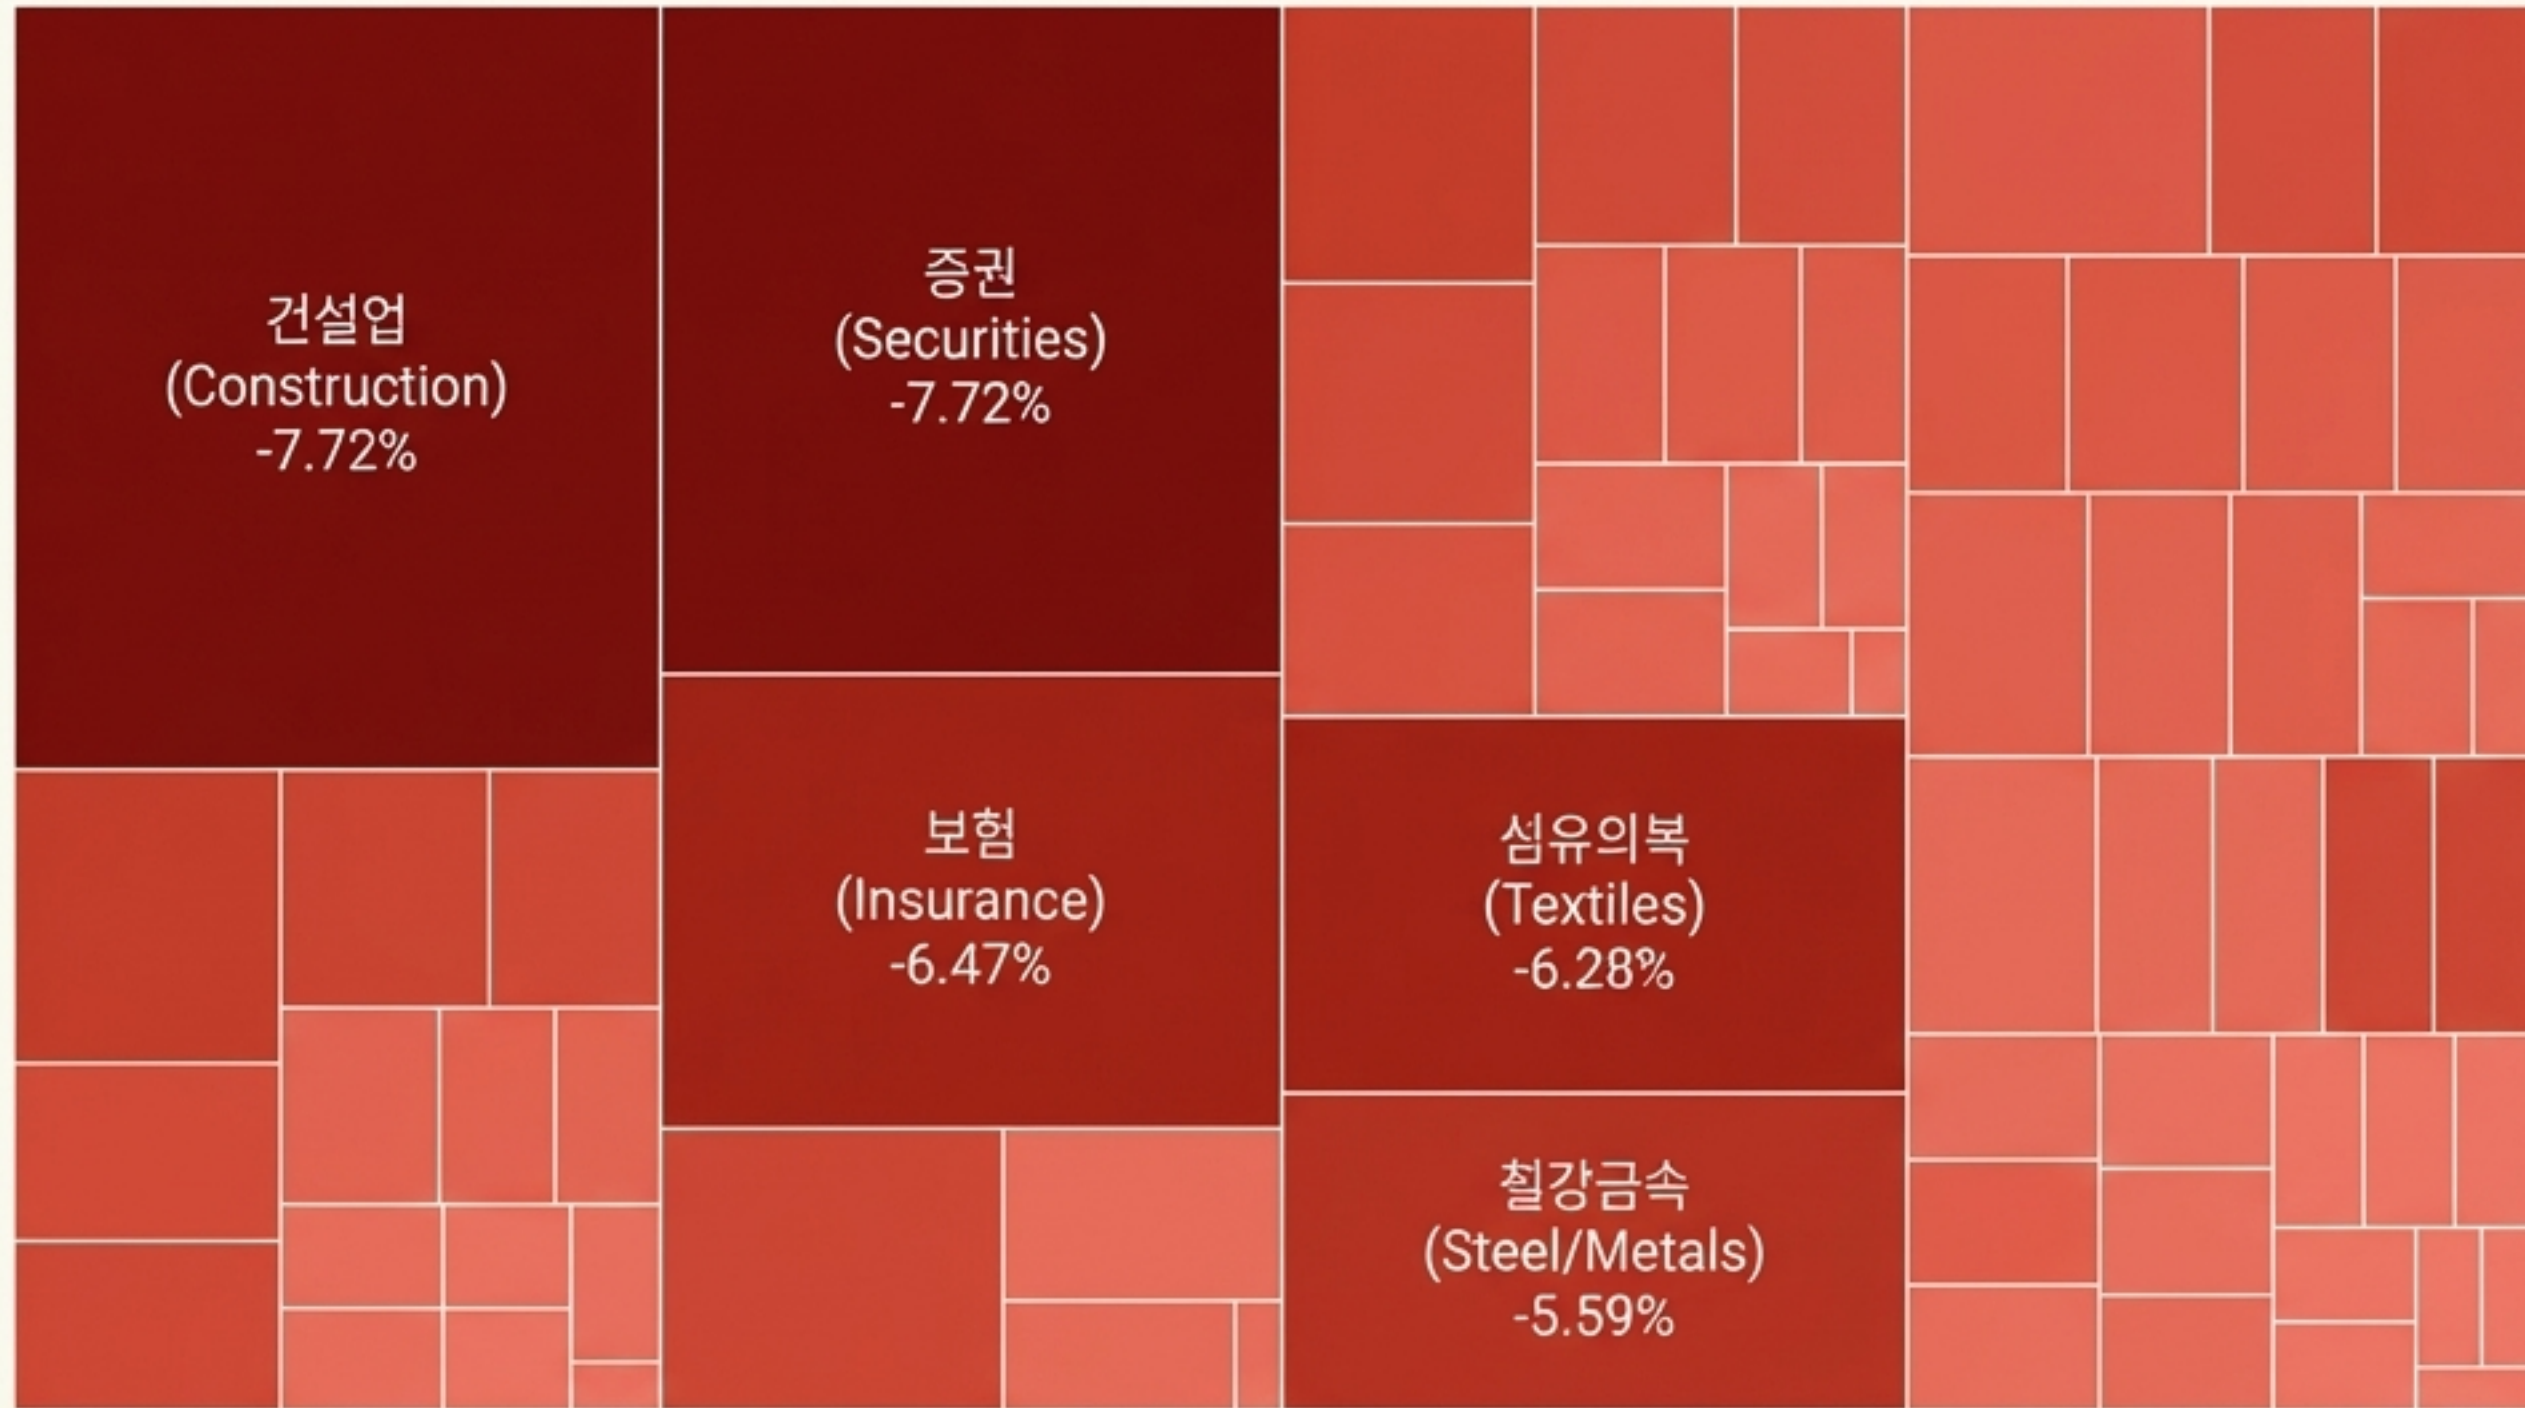 건설업
(Construction)
-7.72%
증권
(Securities)
-7.72%
보험
(Insurance)
-6.47%
섬유의복
(Textiles)
-6.28%
췰강금속
(Steel/Metals)
-5.59%